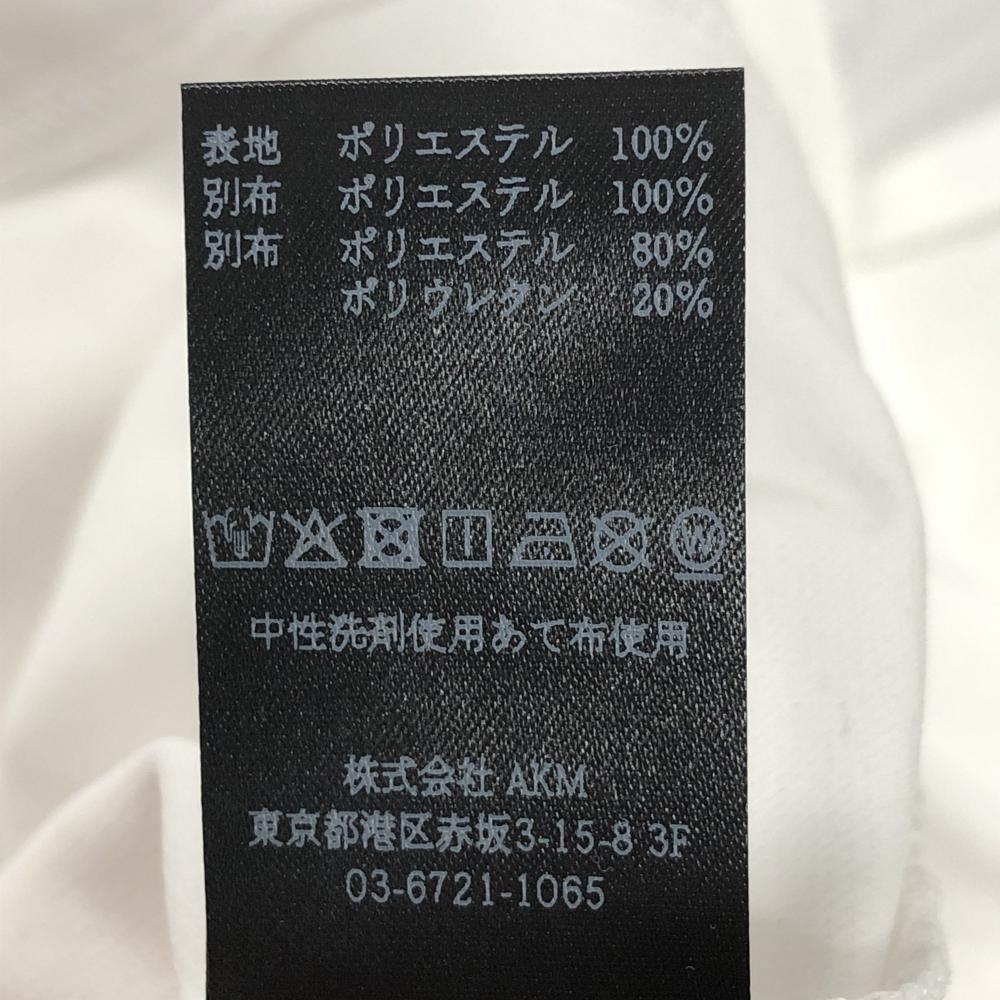 表地 ポリエステル 100%
別布 ポリエステル 100%
別布 ポリエステル 80%
ポリウレタン 20%
W
中性洗剤使用あて布使用
株式会社 AKM
東京都港区赤坂3-15-8 3F
03-6721-1065